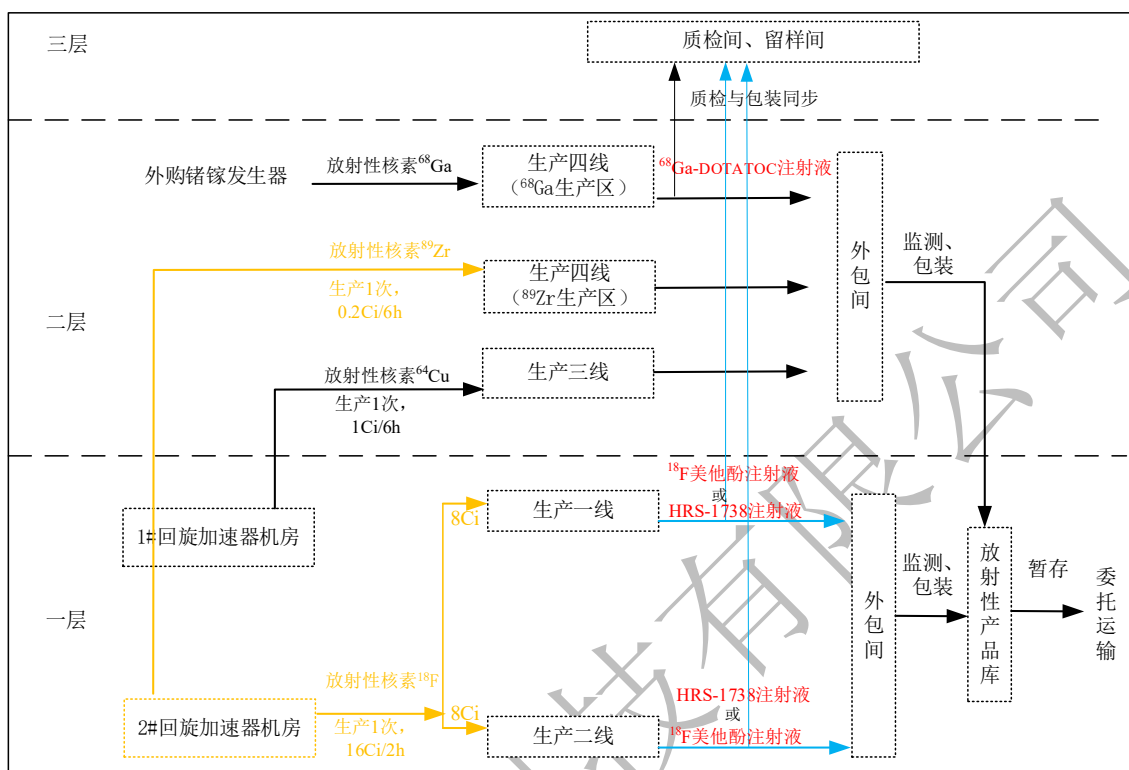 三层
质检间、留样间
质检与包装同步
外购锗镓发生器
放射性核素⁶⁸Ga
生产四线
（⁶⁸Ga生产区）
⁶⁸Ga-DOTATOC注射液
二层
放射性核素⁸⁹Zr
生产1次，
0.2Ci/6h
生产四线
（⁸⁹Zr生产区）
外包间
监测、
包装
放射性核素⁶⁴Cu
生产1次，
1Ci/6h
生产三线
一层
1#回旋加速器机房
8Ci
生产一线
¹⁸F美他酚注射液
或
HRS-1738注射液
2#回旋加速器机房
放射性核素¹⁸F
生产1次，
16Ci/2h
8Ci
生产二线
HRS-1738注射液
或
¹⁸F美他酚注射液
外包间
监测、
包装
放射性产品库
暂存
委托运输
技有限公司